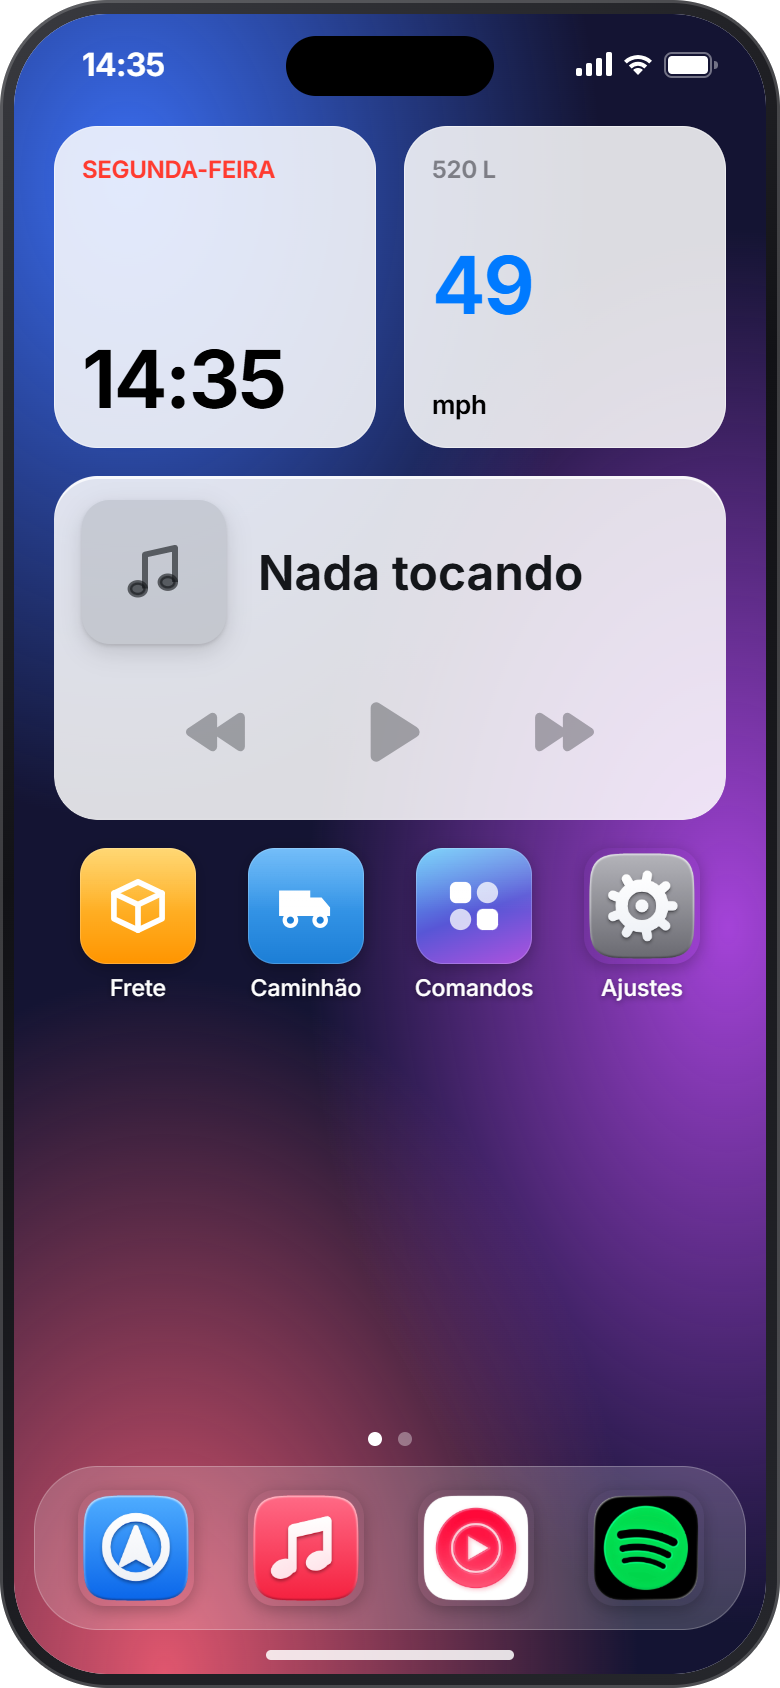 14:35
SEGUNDA-FEIRA
14:35
520 L
49
mph
Nada tocando
Frete
Caminhão
Comandos
Ajustes